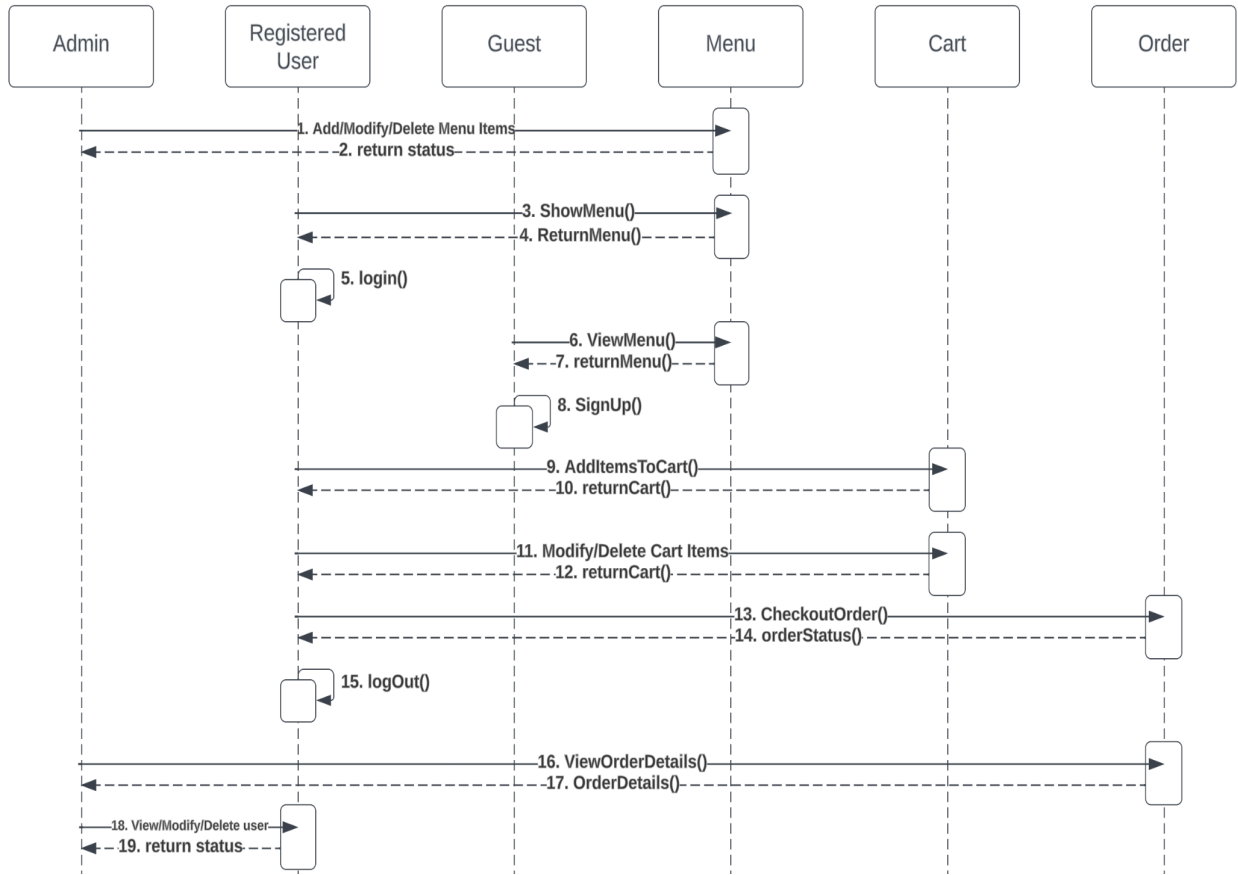 Admin
Registered
User
Guest
Menu
Cart
Order
1. Add/Modify/Delete Menu Items
2. return status
3. ShowMenu()
4. ReturnMenu()
5. login()
6. ViewMenu()
7. returnMenu()
8. SignUp()
9. AddItemsToCart()
10. returnCart()
11. Modify/Delete Cart Items
12. returnCart()
13. CheckoutOrder()
14. orderStatus()
15. logOut()
16. ViewOrderDetails()
17. OrderDetails()
18. View/Modify/Delete user
19. return status